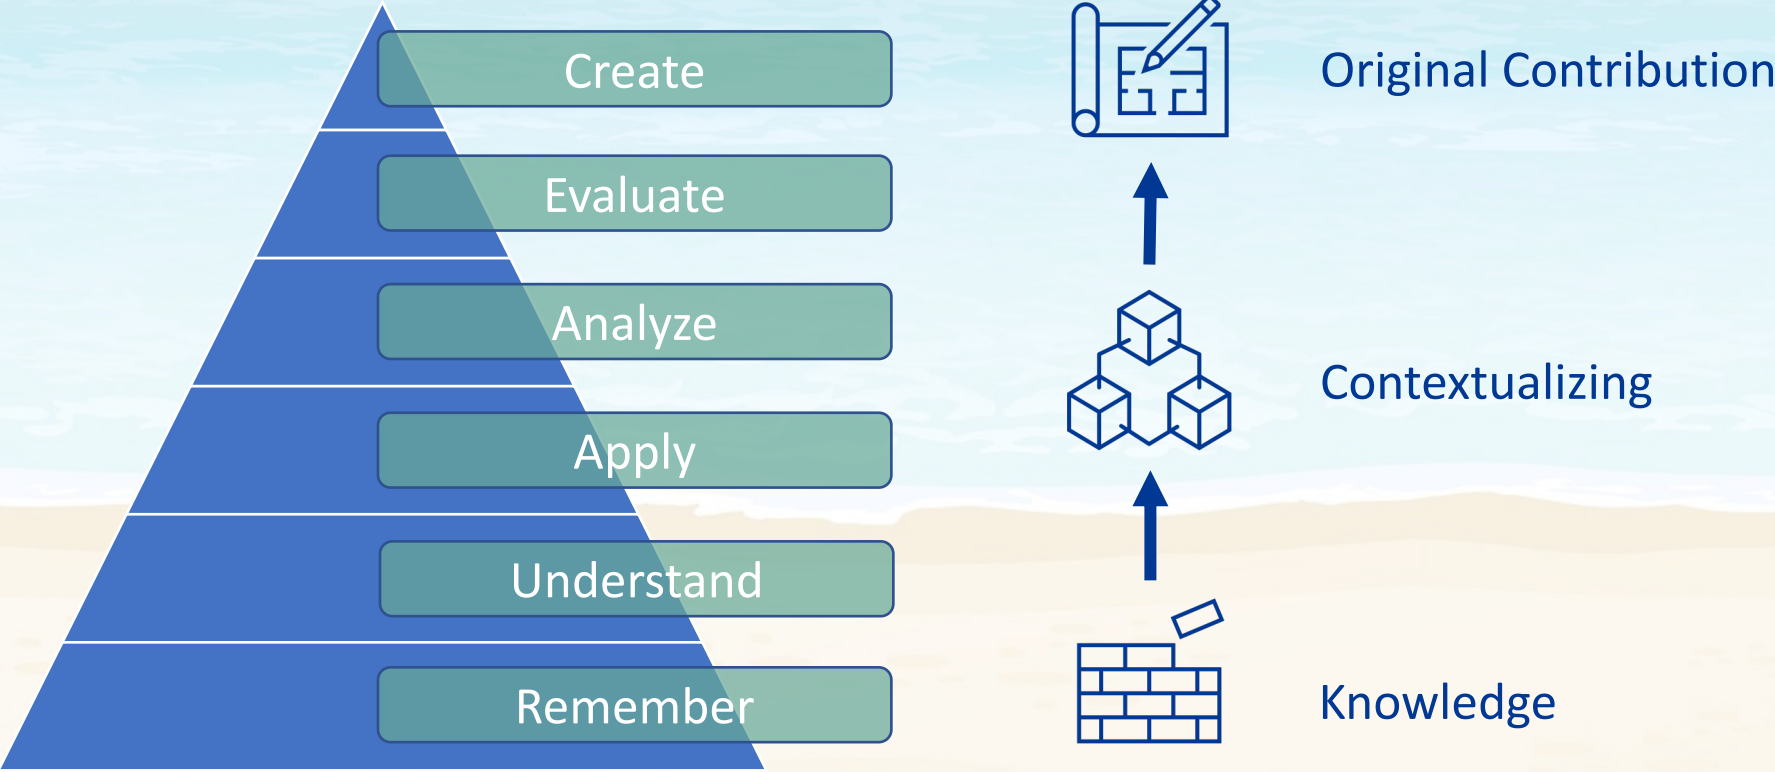 Create
Evaluate
Analyze
Apply
Understand
Remember
Original Contribution
Contextualizing
Knowledge